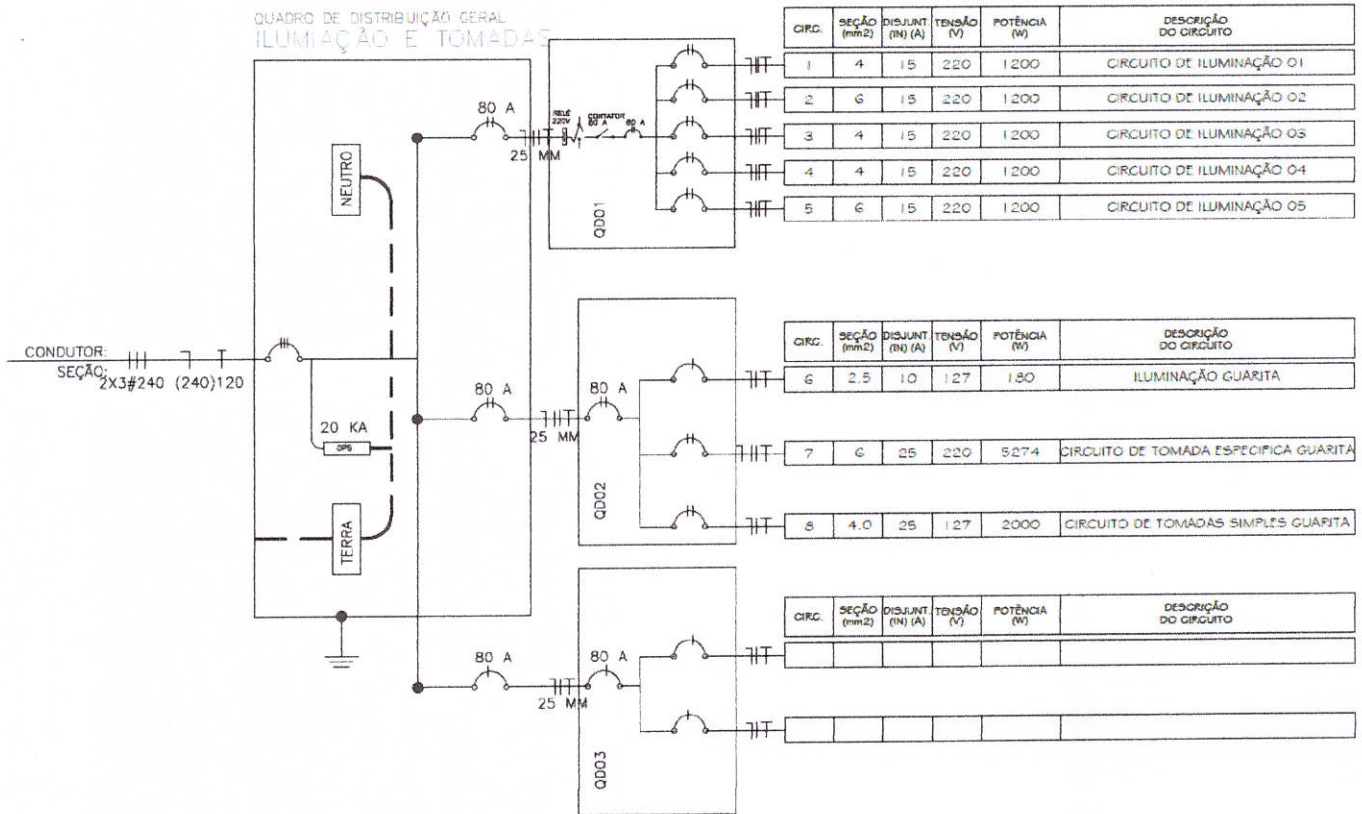 QUADRO DE DISTRIBUIÇÃO GERAL
ILUMIAÇÃO E TOMADAS
CONDUTOR:
SEÇÃO:
2X3#240 (240)120
NEUTRO
20 KA
DPS
TERRA
80 A
25 MM
RELÉ
220V
CONTATOR
80 A
80 A
QD01
CIRC. SEÇÃO (mm2) DISJUNT. (IN) (A) TENSÃO (V) POTÊNCIA (W) DESCRIÇÃO DO CIRCUITO
1 4 15 220 1200 CIRCUITO DE ILUMINAÇÃO 01
2 6 15 220 1200 CIRCUITO DE ILUMINAÇÃO 02
3 4 15 220 1200 CIRCUITO DE ILUMINAÇÃO 03
4 4 15 220 1200 CIRCUITO DE ILUMINAÇÃO 04
5 6 15 220 1200 CIRCUITO DE ILUMINAÇÃO 05
80 A
25 MM
80 A
QD02
CIRC. SEÇÃO (mm2) DISJUNT. (IN) (A) TENSÃO (V) POTÊNCIA (W) DESCRIÇÃO DO CIRCUITO
6 2.5 10 127 180 ILUMINAÇÃO GUARITA
7 6 25 220 5274 CIRCUITO DE TOMADA ESPECIFICA GUARITA
8 4.0 25 127 2000 CIRCUITO DE TOMADAS SIMPLES GUARITA
80 A
25 MM
80 A
QD03
CIRC. SEÇÃO (mm2) DISJUNT. (IN) (A) TENSÃO (V) POTÊNCIA (W) DESCRIÇÃO DO CIRCUITO